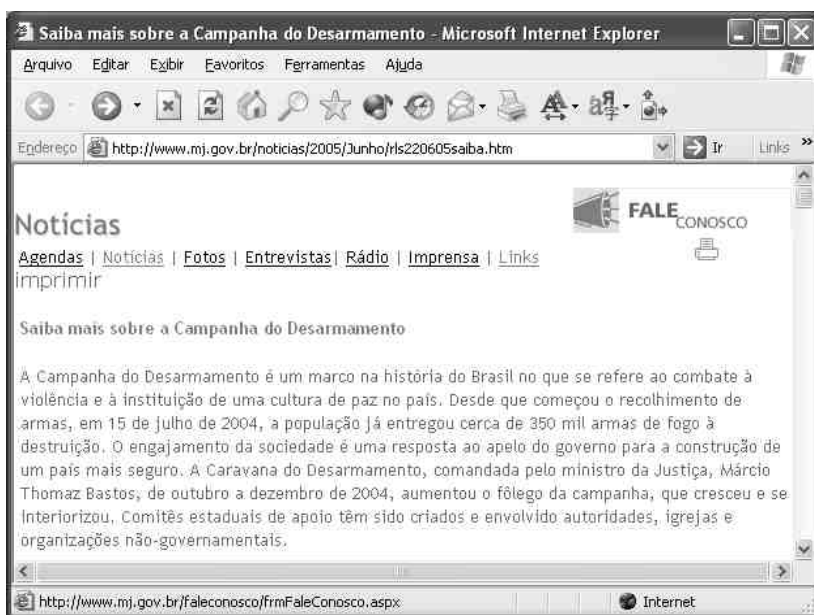 Saiba mais sobre a Campanha do Desarmamento - Microsoft Internet Explorer
Arquivo Editar Exibir Favoritos Ferramentas Ajuda
Endereço http://www.mj.gov.br/noticias/2005/Junho/rls220605saiba.htm Ir Links »
FALE CONOSCO
Notícias
Agendas | Notícias | Fotos | Entrevistas| Rádio | Imprensa | Links
imprimir
Saiba mais sobre a Campanha do Desarmamento
A Campanha do Desarmamento é um marco na história do Brasil no que se refere ao combate à
violência e à instituição de uma cultura de paz no país. Desde que começou o recolhimento de
armas, em 15 de julho de 2004, a população já entregou cerca de 350 mil armas de fogo à
destruição. O engajamento da sociedade é uma resposta ao apelo do governo para a construção de
um país mais seguro. A Caravana do Desarmamento, comandada pelo ministro da Justiça, Márcio
Thomaz Bastos, de outubro a dezembro de 2004, aumentou o fôlego da campanha, que cresceu e se
interiorizou. Comitês estaduais de apoio têm sido criados e envolvido autoridades, igrejas e
organizações não-governamentais.
http://www.mj.gov.br/faleconosco/frmFaleConosco.aspx Internet